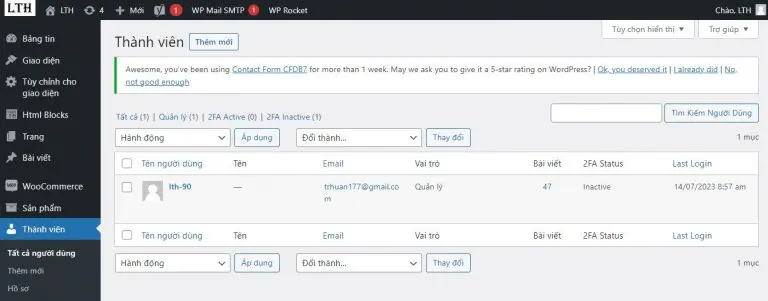 LTH
LTH 4 Mới 1 WP Mail SMTP 1 WP Rocket Chào, LTH
Bảng tin
Giao diện
Tùy chỉnh cho
giao diện
Html Blocks
Trang
Bài viết
WooCommerce
Sản phẩm
Thành viên
Tất cả người dùng
Thêm mới
Hồ sơ
Tùy chọn hiển thị Trợ giúp
Thành viên Thêm mới
Awesome, you've been using Contact Form CFDB7 for more than 1 week. May we ask you to give it a 5-star rating on WordPress? | Ok, you deserved it | I already did | No,
not good enough
Tất cả (1) | Quản lý (1) | 2FA Active (0) | 2FA Inactive (1)
Tìm Kiếm Người Dùng
Hành động Áp dụng Đổi thành... Thay đổi 1 mục
Tên người dùng Tên Email Vai trò Bài viết 2FA Status Last Login
lth-90 — trhuan177@gmail.co Quản lý 47 Inactive 14/07/2023 8:57 am
m
Tên người dùng Tên Email Vai trò Bài viết 2FA Status Last Login
Hành động Áp dụng Đổi thành... Thay đổi 1 mục